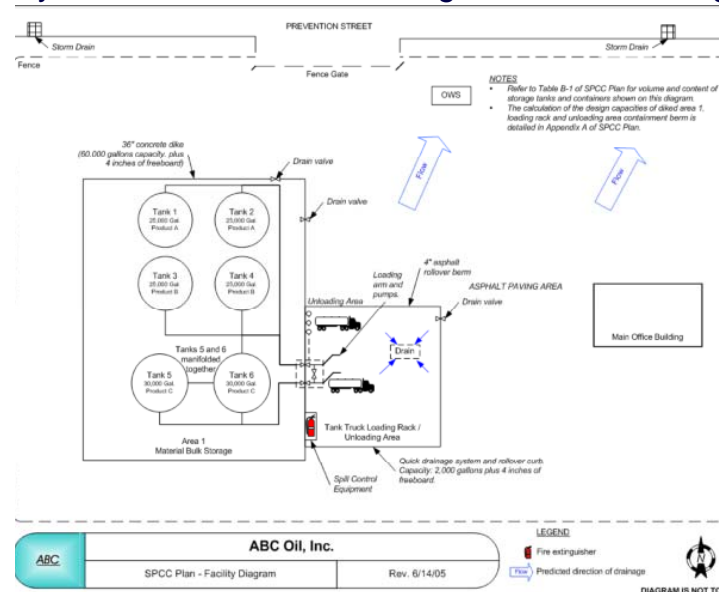 PREVENTION STREET
Storm Drain
Storm Drain
Fence
Fence Gate
OWS
NOTES
• Refer to Table B-1 of SPCC Plan for volume and content of
storage tanks and containers shown on this diagram.
• The calculation of the design capacities of diked area 1,
loading rack and unloading area containment berm is
detailed in Appendix A of SPCC Plan.
36" concrete dike
(60.000 gallons capacity, plus
4 inches of freeboard)
Drain valve
Drain valve
Flow
Flow
Tank 1
25,000 Gal.
Product A
Tank 2
25,000 Gal.
Product A
Tank 3
25,000 Gal.
Product B
Tank 4
25,000 Gal.
Product B
Tanks 5 and 6
manifolded
together
Tank 5
30,000 Gal.
Product C
Tank 6
30,000 Gal.
Product C
Area 1
Material Bulk Storage
Loading
arm and
pumps.
4" asphalt
rollover berm
ASPHALT PAVING AREA
Unloading Area
Drain valve
Drain
Main Office Building
Tank Truck Loading Rack /
Unloading Area
Spill Control
Equipment
Quick drainage system and rollover curb.
Capacity: 2,000 gallons plus 4 inches of
freeboard.
ABC
ABC Oil, Inc.
SPCC Plan - Facility Diagram
Rev. 6/14/05
LEGEND
Fire extinguisher
Flow
Predicted direction of drainage
DIAGRAM IS NOT TO